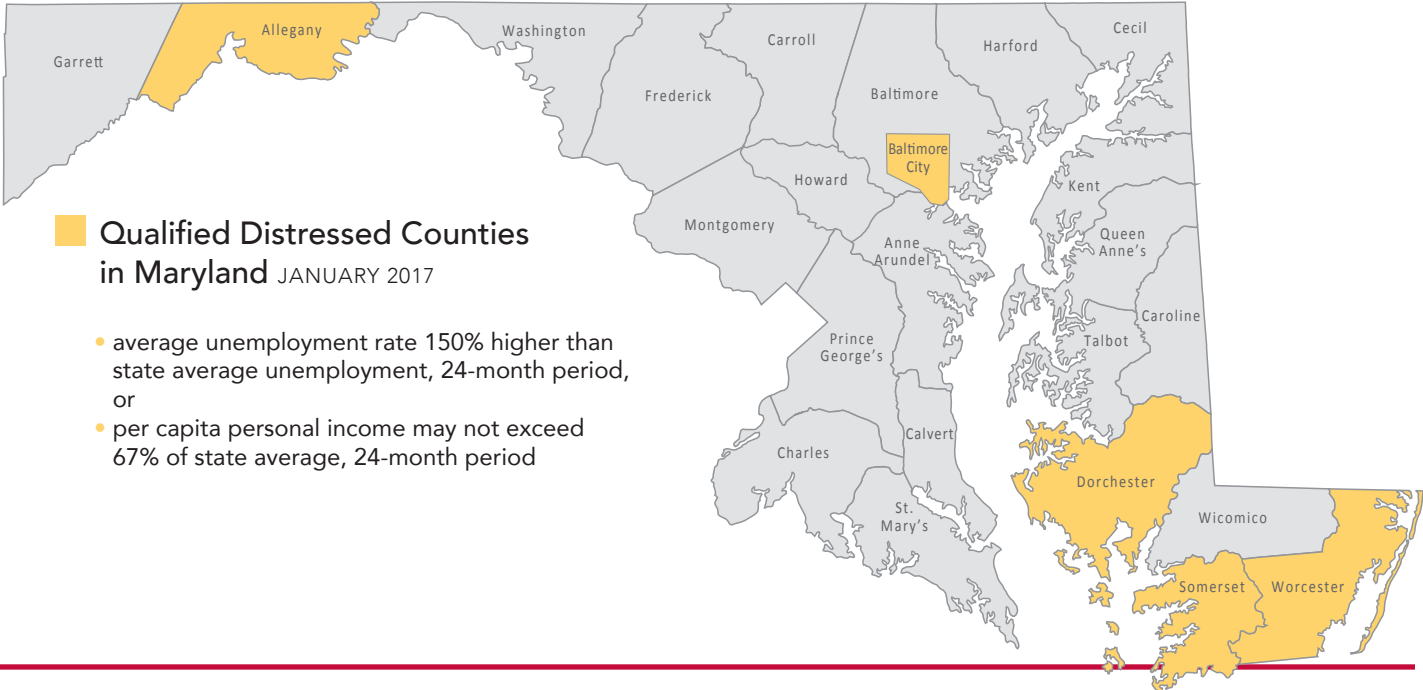 Garrett
Allegany
Washington
Frederick
Carroll
Baltimore
Harford
Cecil
Baltimore
City
Howard
Montgomery
Kent
Queen
Anne's
Anne
Arundel
Caroline
Talbot
Prince
George's
Calvert
Charles
St.
Mary's
Dorchester
Wicomico
Somerset
Worcester
Qualified Distressed Counties
in Maryland JANUARY 2017
• average unemployment rate 150% higher than
state average unemployment, 24-month period,
or
• per capita personal income may not exceed
67% of state average, 24-month period